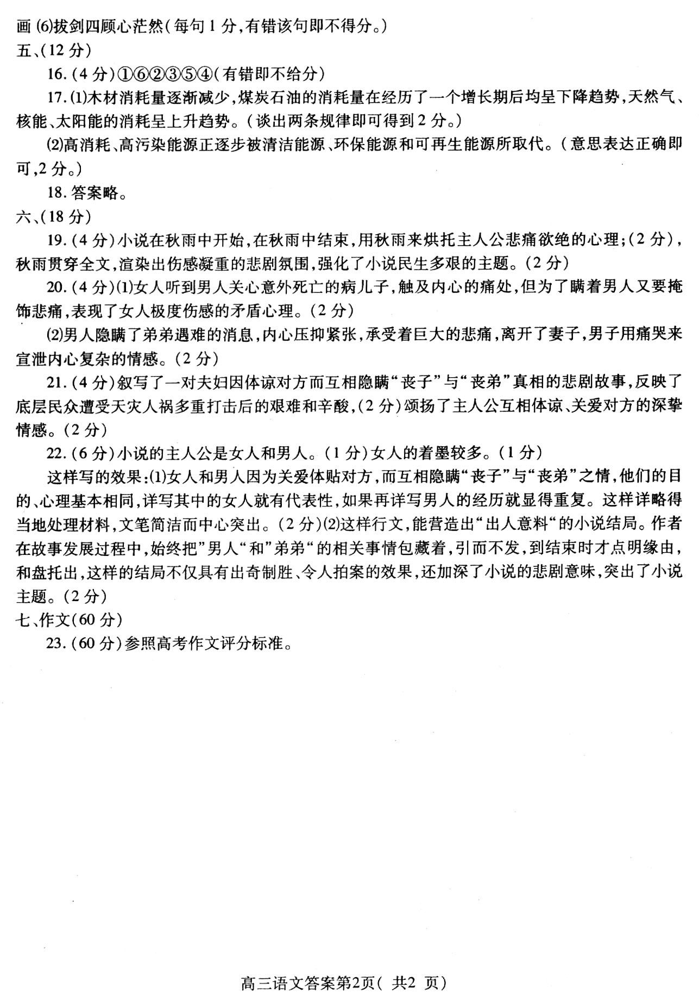 画 (6)拔剑四顾心茫然(每句1分,有错该句即不得分。)
五、(12分)
16.(4分)①⑥②③⑤④(有错即不给分)
17.(1)木材消耗量逐渐减少,煤炭石油的消耗量在经历了一个增长期后均呈下降趋势,天然气、
核能、太阳能的消耗呈上升趋势。(谈出两条规律即可得到2分。)
(2)高消耗、高污染能源正逐步被清洁能源、环保能源和可再生能源所取代。(意思表达正确即
可,2分。)
18.答案略。
六、(18分)
19.(4分)小说在秋雨中开始,在秋雨中结束,用秋雨来烘托主人公悲痛欲绝的心理;(2分),
秋雨贯穿全文,渲染出伤感凝重的悲剧氛围,强化了小说民生多艰的主题。(2分)
20.(4分)(1)女人听到男人关心意外死亡的病儿子,触及内心的痛处,但为了瞒着男人又要掩
饰悲痛,表现了女人极度伤感的矛盾心理。(2分)
(2)男人隐瞒了弟弟遇难的消息,内心压抑紧张,承受着巨大的悲痛,离开了妻子,男子用痛哭来
宣泄内心复杂的情感。(2分)
21.(4分)叙写了一对夫妇因体谅对方而互相隐瞒“丧子”与“丧弟”真相的悲剧故事,反映了
底层民众遭受天灾人祸多重打击后的艰难和辛酸,(2分)颂扬了主人公互相体谅、关爱对方的深挚
情感。(2分)
22.(6分)小说的主人公是女人和男人。(1分)女人的着墨较多。(1分)
这样写的效果:(1)女人和男人因为关爱体贴对方,而互相隐瞒“丧子”与“丧弟”之情,他们的目
的、心理基本相同,详写其中的女人就有代表性,如果再详写男人的经历就显得重复。这样详略得
当地处理材料,文笔简洁而中心突出。(2分)(2)这样行文,能营造出“出人意料“的小说结局。作者
在故事发展过程中,始终把”男人“和”弟弟“的相关事情包藏着,引而不发,到结束时才点明缘由,
和盘托出,这样的结局不仅具有出奇制胜、令人拍案的效果,还加深了小说的悲剧意味,突出了小说
主题。(2分)
七、作文(60分)
23.(60分)参照高考作文评分标准。
高三语文答案第2页( 共2 页)